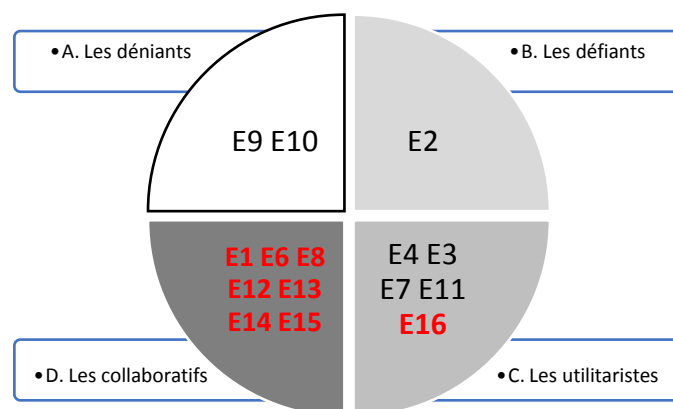 •A. Les déniants
•B. Les défiants
E9 E10
E2
E1 E6 E8
E12 E13
E14 E15
E4 E3
E7 E11
E16
•D. Les collaboratifs
•C. Les utilitaristes